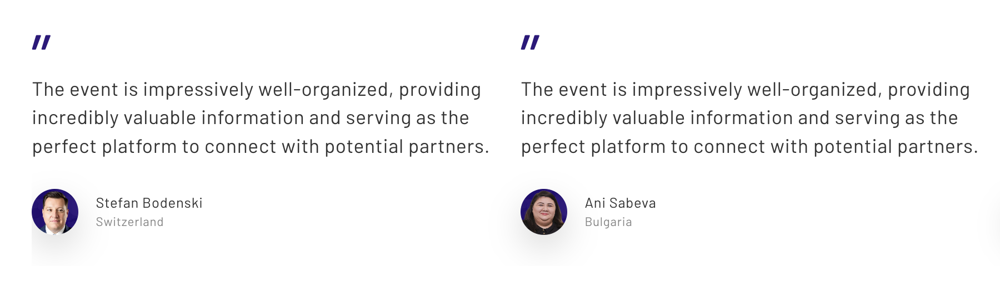 "
The event is impressively well-organized, providing
incredibly valuable information and serving as the
perfect platform to connect with potential partners.
Stefan Bodenski
Switzerland
"
The event is impressively well-organized, providing
incredibly valuable information and serving as the
perfect platform to connect with potential partners.
Ani Sabeva
Bulgaria